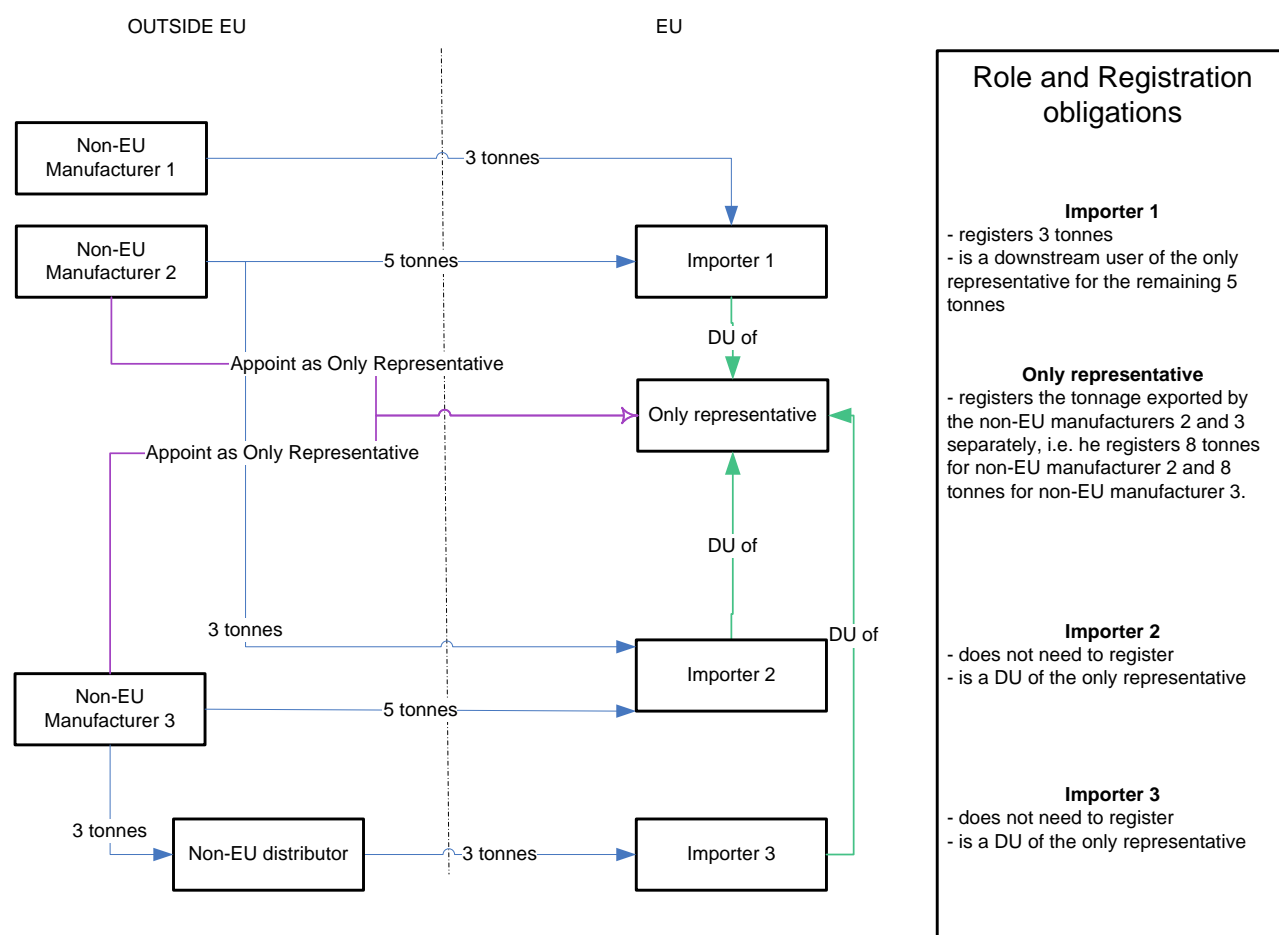 OUTSIDE EU
EU
Non-EU
Manufacturer 1
3 tonnes
Non-EU
Manufacturer 2
5 tonnes
Importer 1
DU of
Appoint as Only Representative
Only representative
Appoint as Only Representative
DU of
3 tonnes
DU of
Importer 2
Non-EU
Manufacturer 3
5 tonnes
3 tonnes
Non-EU distributor
3 tonnes
Importer 3
Role and Registration
obligations
Importer 1
- registers 3 tonnes
- is a downstream user of the only
representative for the remaining 5
tonnes
Only representative
- registers the tonnage exported by
the non-EU manufacturers 2 and 3
separately, i.e. he registers 8 tonnes
for non-EU manufacturer 2 and 8
tonnes for non-EU manufacturer 3.
Importer 2
- does not need to register
- is a DU of the only representative
Importer 3
- does not need to register
- is a DU of the only representative